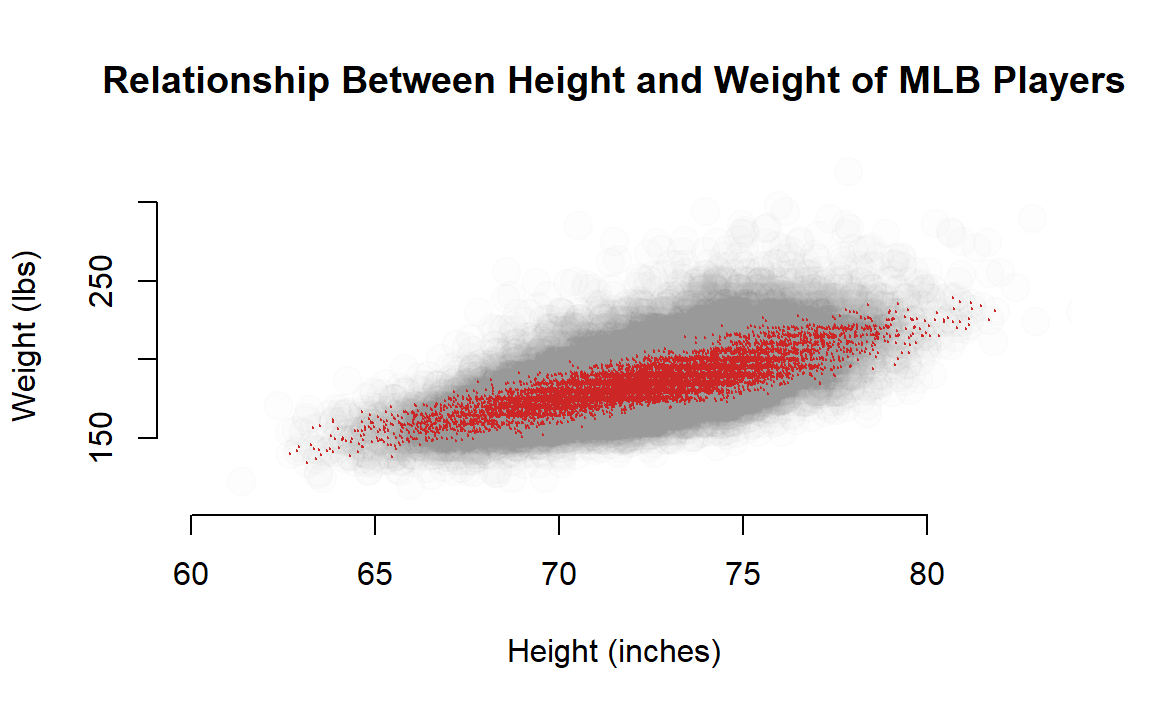 Relationship Between Height and Weight of MLB Players
Weight (lbs)
250
150
60 65 70 75 80
Height (inches)